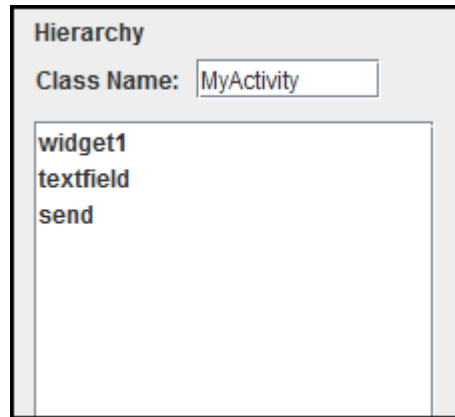 Hierarchy
Class Name: MyActivity
widget1
textfield
send